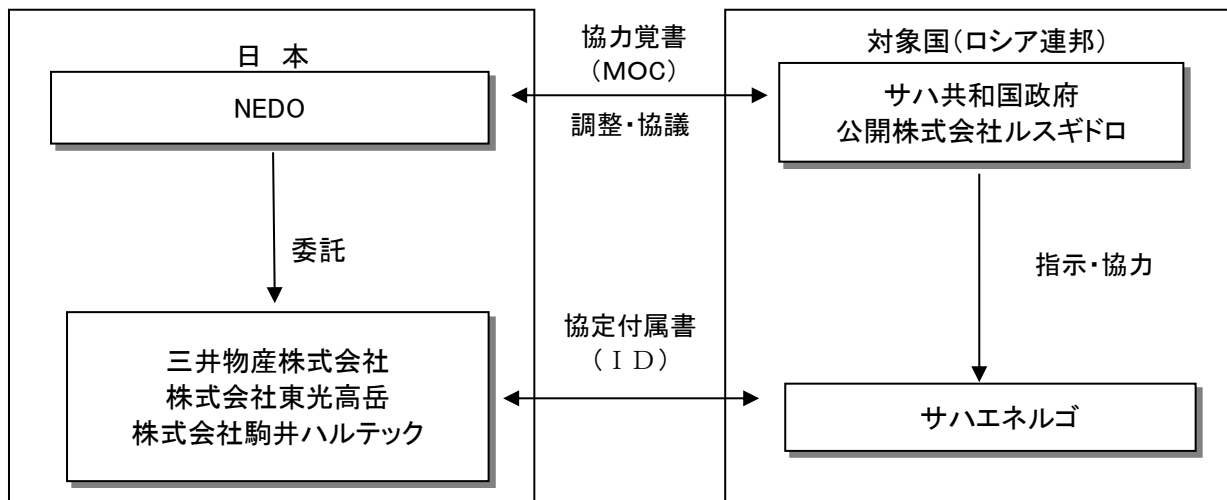 日 本
NEDO
委託
三井物産株式会社
株式会社東光高岳
株式会社駒井ハルテック
協力覚書
(MOC)
調整・協議
協定付属書
(ＩＤ)
対象国(ロシア連邦)
サハ共和国政府
公開株式会社ルスギドロ
指示・協力
サハエネルゴ